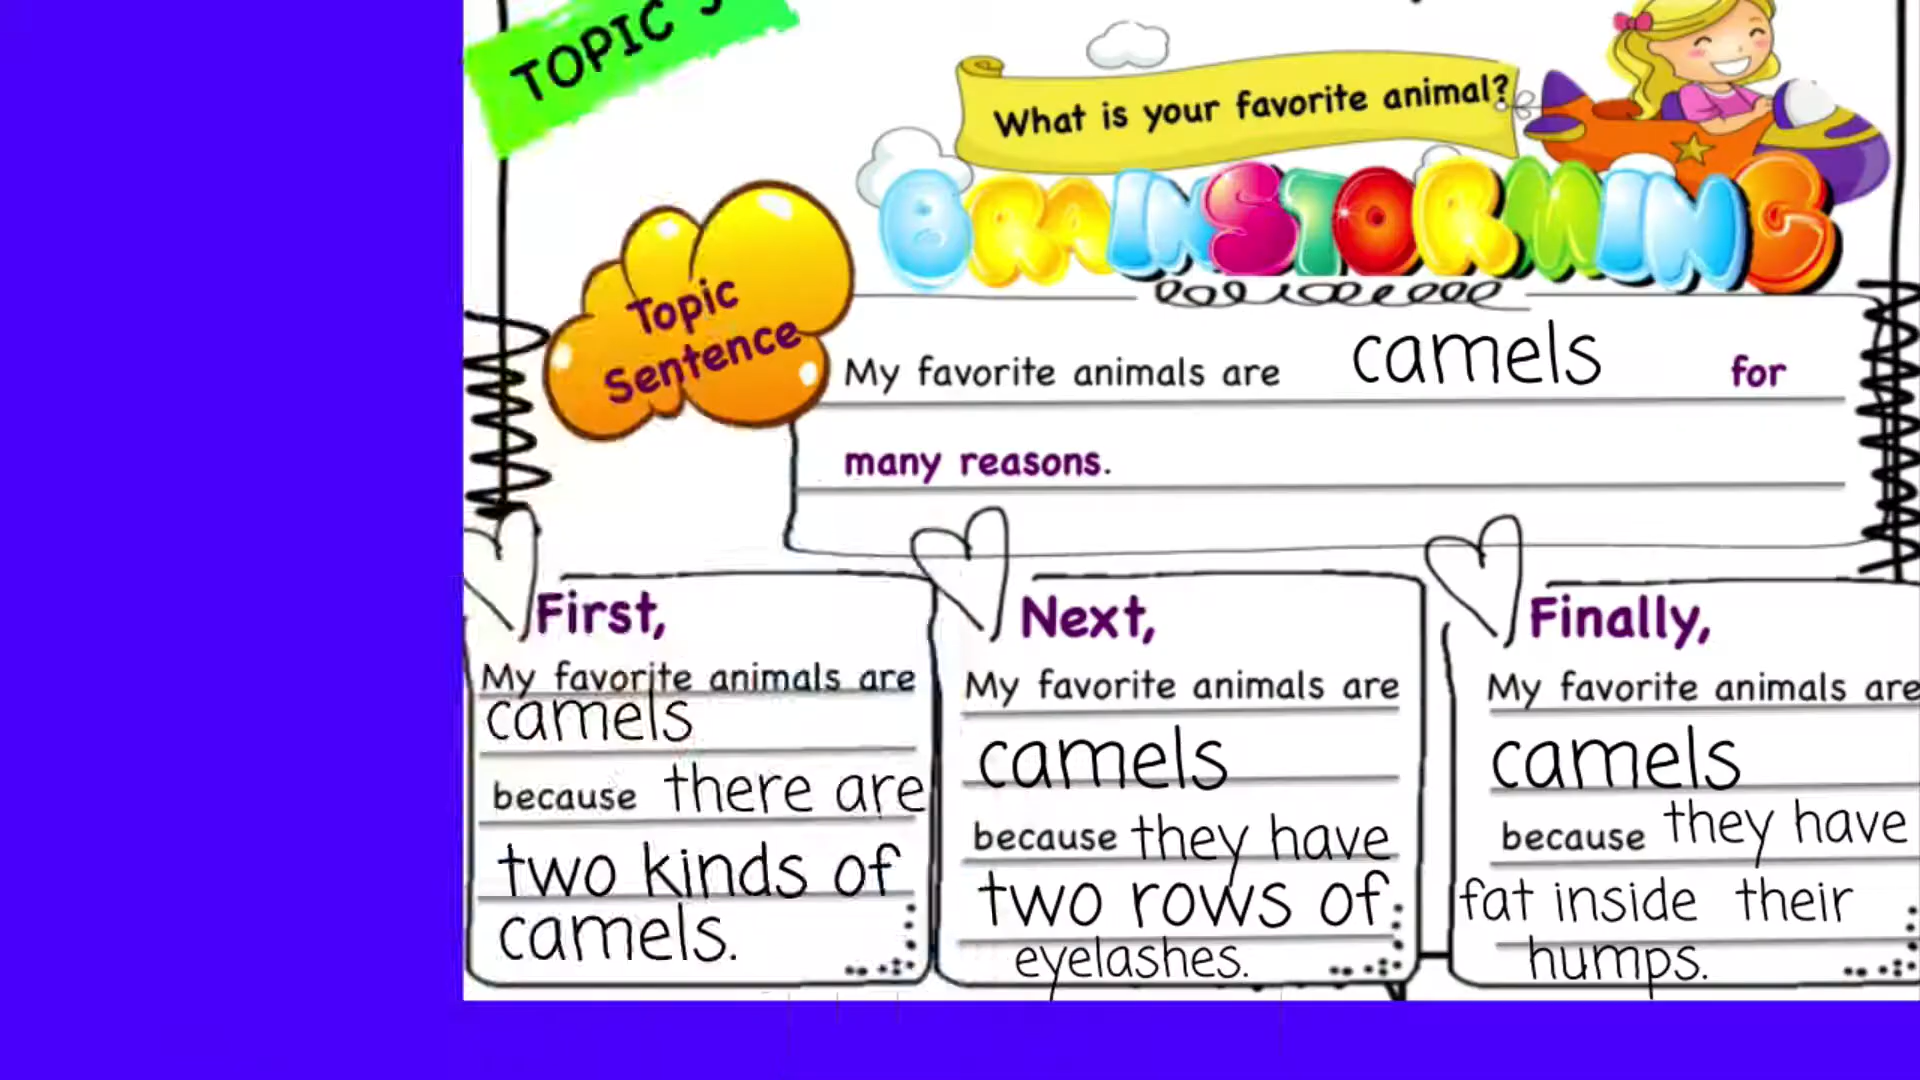 TOPIC
What is your favorite animal?
BRAINSTORMING
Topic
Sentence
My favorite animals are camels for
many reasons.
First,
My favorite animals are
camels
because there are
two kinds of
camels.
Next,
My favorite animals are
camels
because they have
two rows of
eyelashes.
Finally,
My favorite animals are
camels
because they have
fat inside their
humps.